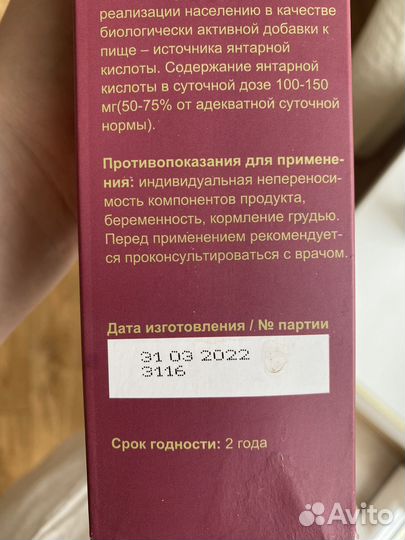 реализации населению в качестве
биологически активной добавки к
пище – источника янтарной
кислоты. Содержание янтарной
кислоты в суточной дозе 100-150
мг(50-75% от адекватной суточной
нормы).
Противопоказания для примене-
ния: индивидуальная непереноси-
мость компонентов продукта,
беременность, кормление грудью.
Перед применением рекомендует-
ся проконсультироваться с врачом.
Дата изготовления / № партии
31 03 2022
3116
Срок годности: 2 года
Avito